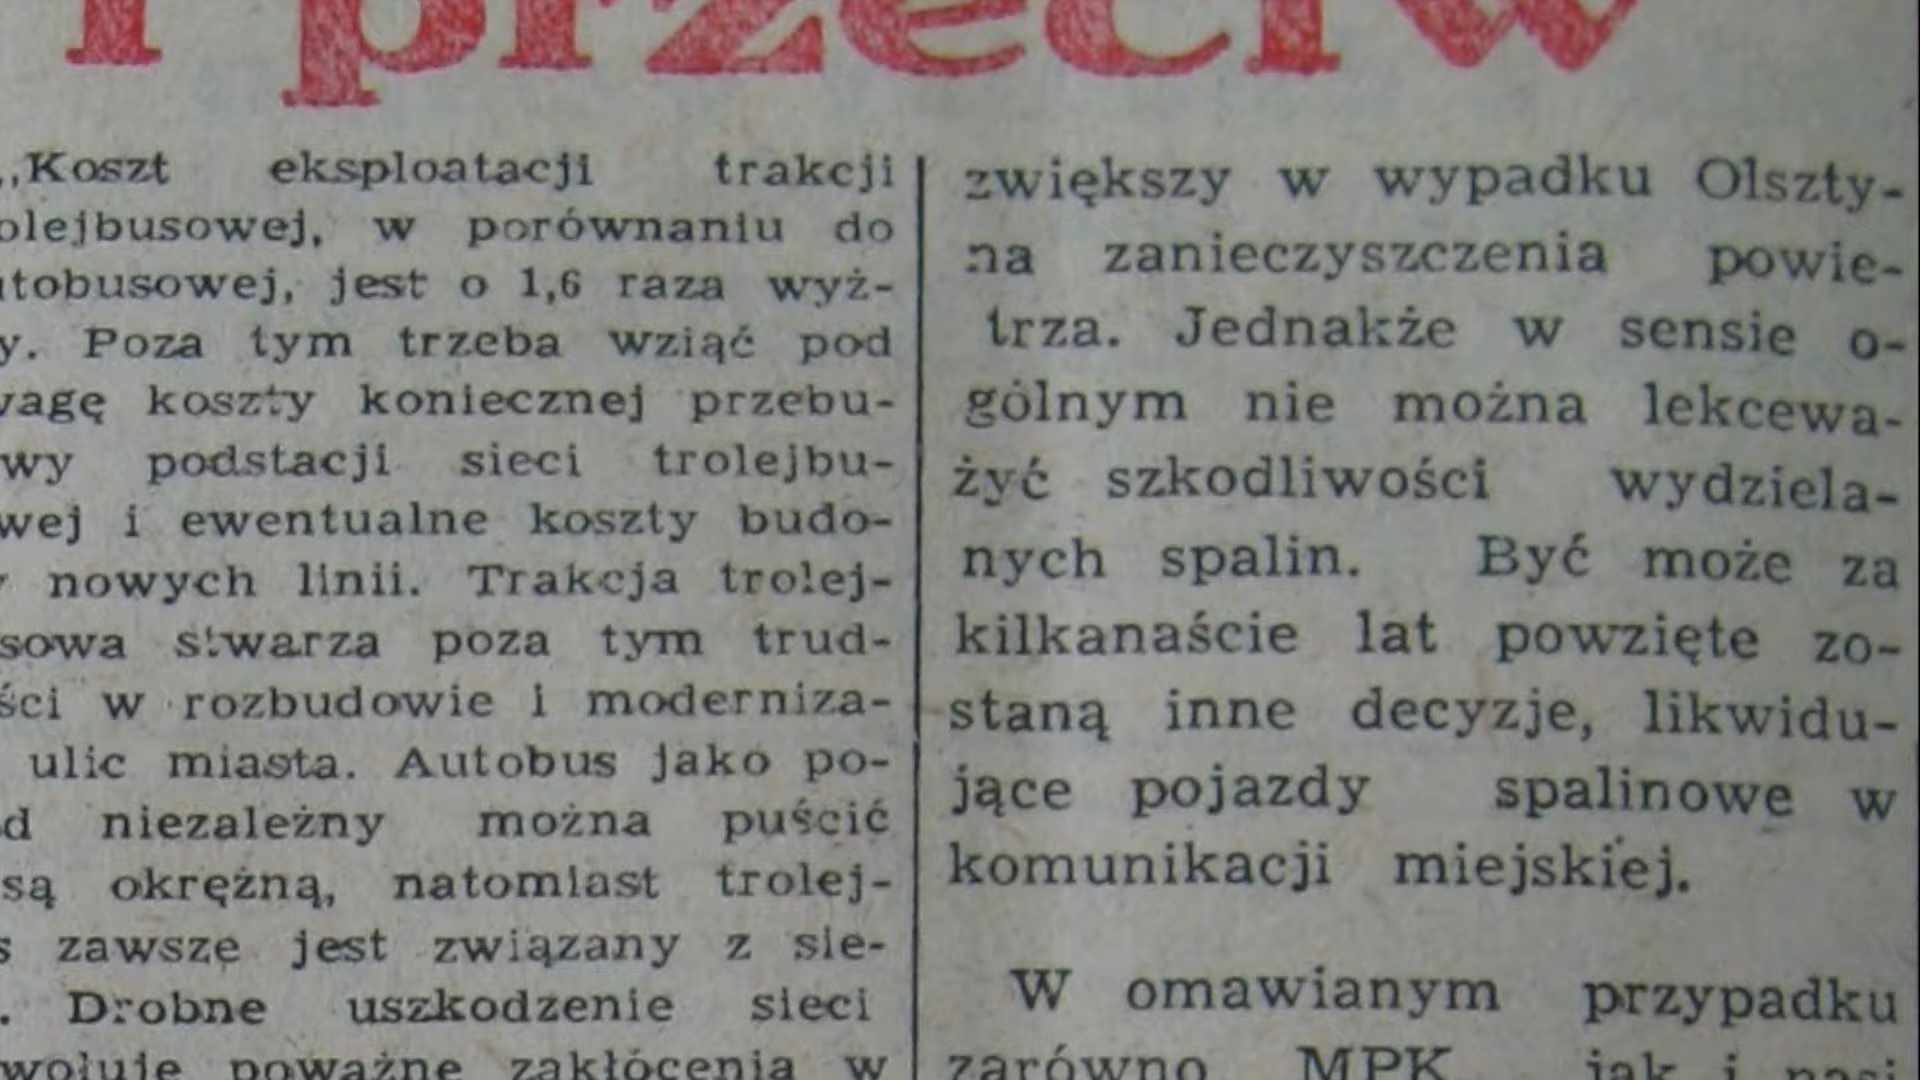 i przeciw
„Koszt eksploatacji trakcji
olejbusowej, w porównaniu do
utobusowej, jest o 1,6 raza wyż-
y. Poza tym trzeba wziąć pod
wagę koszty koniecznej przebu-
wy podstacji sieci trolejbu-
wej i ewentualne koszty budo-
y nowych linii. Trakcja trolej-
sowa stwarza poza tym trud-
ści w rozbudowie i moderniza-
ulic miasta. Autobus jako po-
d niezależny można puścić
są okrężną, natomiast trolej-
s zawsze jest związany z sie-
. Drobne uszkodzenie sieci
wołuje poważne zakłócenia w
zwiększy w wypadku Olszty-
na zanieczyszczenia powie-
trza. Jednakże w sensie o-
gólnym nie można lekcewa-
żyć szkodliwości wydziela-
nych spalin. Być może za
kilkanaście lat powzięte zo-
staną inne decyzje, likwidu-
jące pojazdy spalinowe w
komunikacji miejskiej.
W omawianym przypadku
zarówno MPK jak i nasi